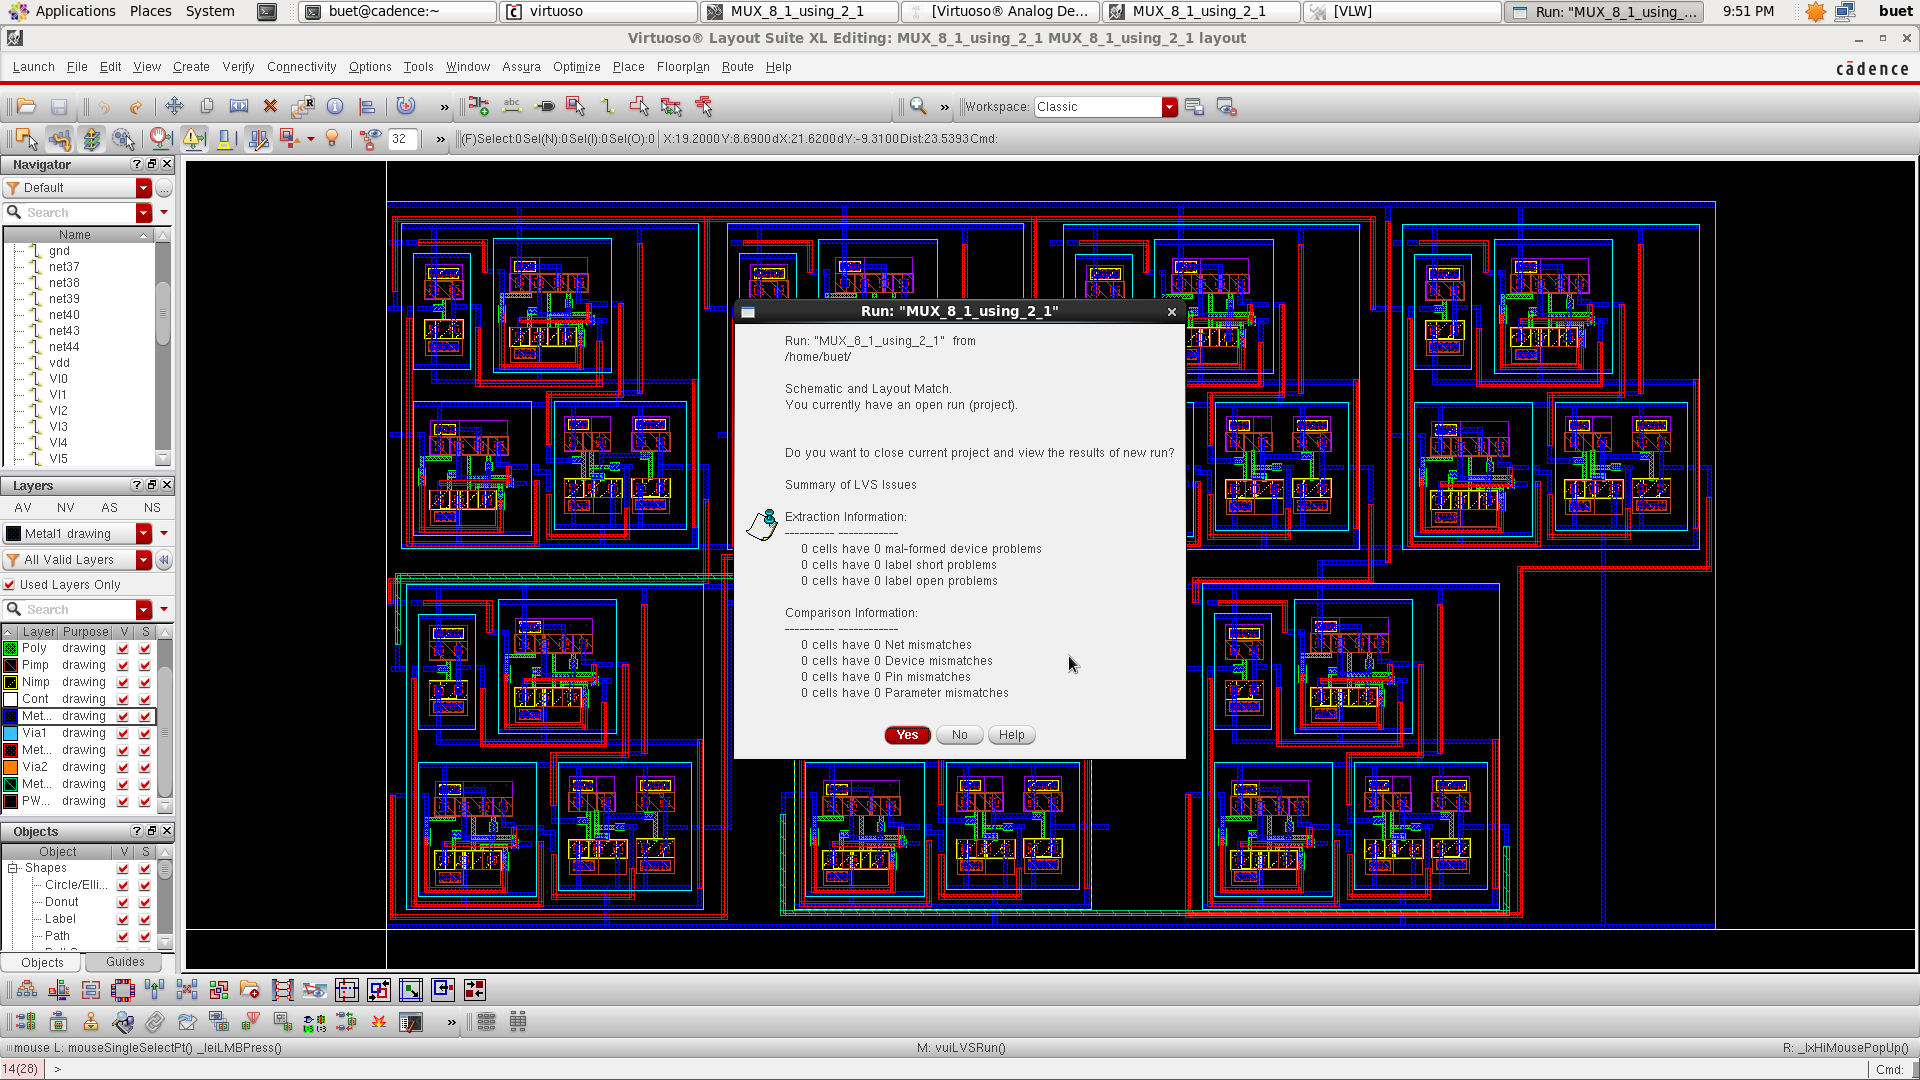 Applications Places System
buet@cadence:~
virtuoso
MUX_8_1_using_2_1
[Virtuoso® Analog De...
MUX_8_1_using_2_1
[VLW]
Run: "MUX_8_1_using_...
9:51 PM
buet
Virtuoso® Layout Suite XL Editing: MUX_8_1_using_2_1 MUX_8_1_using_2_1 layout
Launch File Edit View Create Verify Connectivity Options Tools Window Assura Optimize Place Floorplan Route Help
cādence
Workspace: Classic
32
(F)Select:0 Sel(N):0 Sel(I):0 Sel(O):0 X:19.2000 Y:8.6900 dX:21.6200 dY:-9.3100 Dist:23.5393 Cmd:
Navigator
Default
Search
Name
gnd
net37
net38
net39
net40
net43
net44
vdd
VI0
VI1
VI2
VI3
VI4
VI5
Layers
AV NV AS NS
Metal1 drawing
All Valid Layers
Used Layers Only
Search
Layer Purpose V S
Poly drawing
Pimp drawing
Nimp drawing
Cont drawing
Met... drawing
Via1 drawing
Met... drawing
Via2 drawing
Met... drawing
PW... drawing
Objects
Object V S
Shapes
Circle/Elli...
Donut
Label
Path
Objects Guides
Run: "MUX_8_1_using_2_1"
Run: "MUX_8_1_using_2_1" from
/home/buet/
Schematic and Layout Match.
You currently have an open run (project).
Do you want to close current project and view the results of new run?
Summary of LVS Issues
Extraction Information:
---------- ------------
0 cells have 0 mal-formed device problems
0 cells have 0 label short problems
0 cells have 0 label open problems
Comparison Information:
---------- ------------
0 cells have 0 Net mismatches
0 cells have 0 Device mismatches
0 cells have 0 Pin mismatches
0 cells have 0 Parameter mismatches
Yes No Help
mouse L: mouseSingleSelectPt() _leiLMBPress()
M: vuiLVSRun()
R: _lxHiMousePopUp()
14(28) >
Cmd: